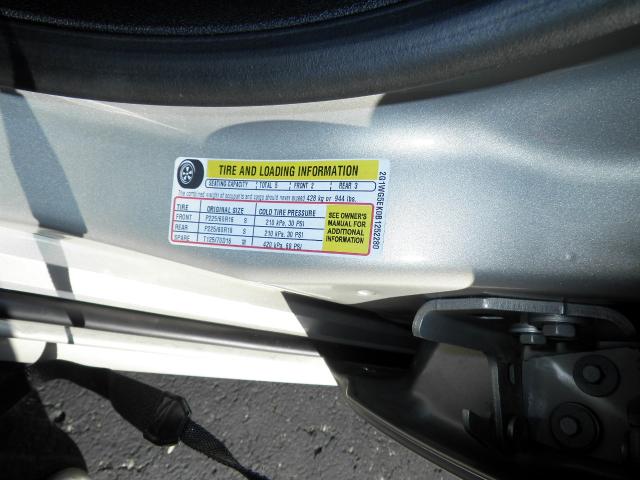 TIRE AND LOADING INFORMATION
SEATING CAPACITY TOTAL 5 FRONT 2 REAR 3
The combined weight of occupants and cargo should never exceed 428 kg or 944 lbs.
TIRE ORIGINAL SIZE COLD TIRE PRESSURE
FRONT P225/60R16 S 210 kPa, 30 PSI
REAR P225/60R16 S 210 kPa, 30 PSI
SPARE T125/70D16 M 420 kPa, 60 PSI
SEE OWNER'S
MANUAL FOR
ADDITIONAL
INFORMATION
2G1WG5EK0B1252280